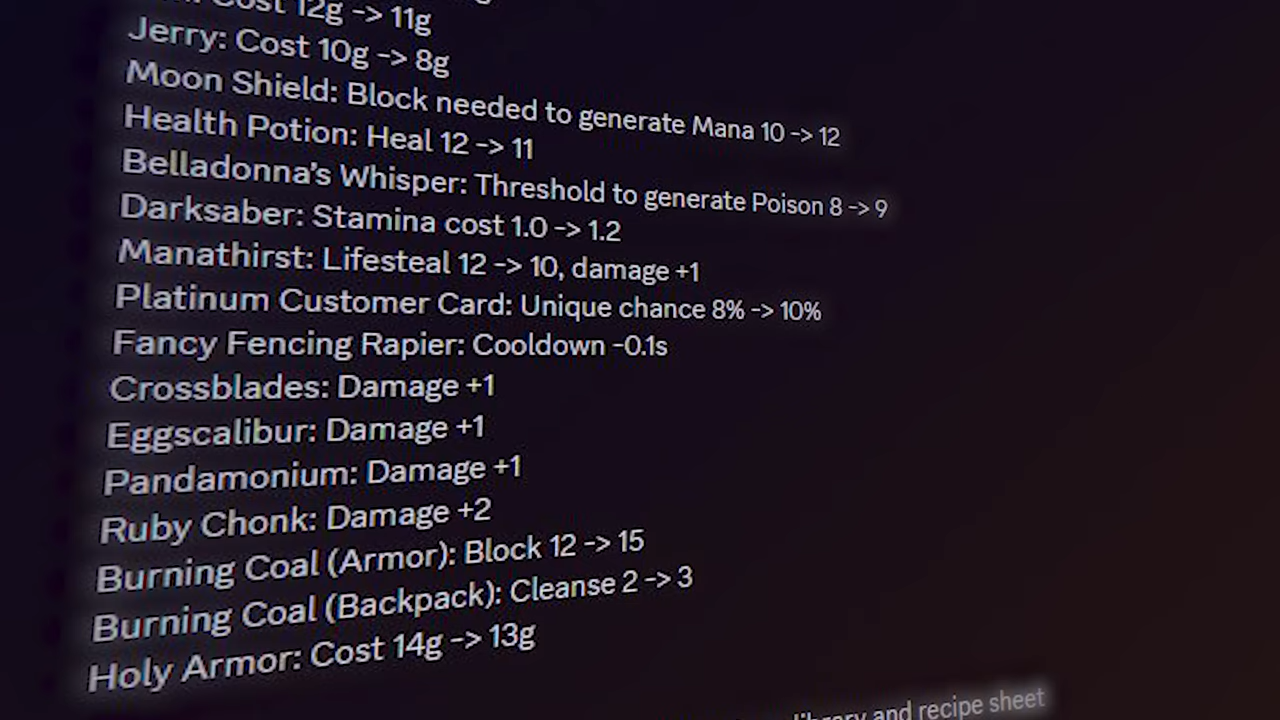 Cost 12g -> 11g
Jerry: Cost 10g -> 8g
Moon Shield: Block needed to generate Mana 10 -> 12
Health Potion: Heal 12 -> 11
Belladonna’s Whisper: Threshold to generate Poison 8 -> 9
Darksaber: Stamina cost 1.0 -> 1.2
Manathirst: Lifesteal 12 -> 10, damage +1
Platinum Customer Card: Unique chance 8% -> 10%
Fancy Fencing Rapier: Cooldown -0.1s
Crossblades: Damage +1
Eggscalibur: Damage +1
Pandamonium: Damage +1
Ruby Chonk: Damage +2
Burning Coal (Armor): Block 12 -> 15
Burning Coal (Backpack): Cleanse 2 -> 3
Holy Armor: Cost 14g -> 13g
library and recipe sheet